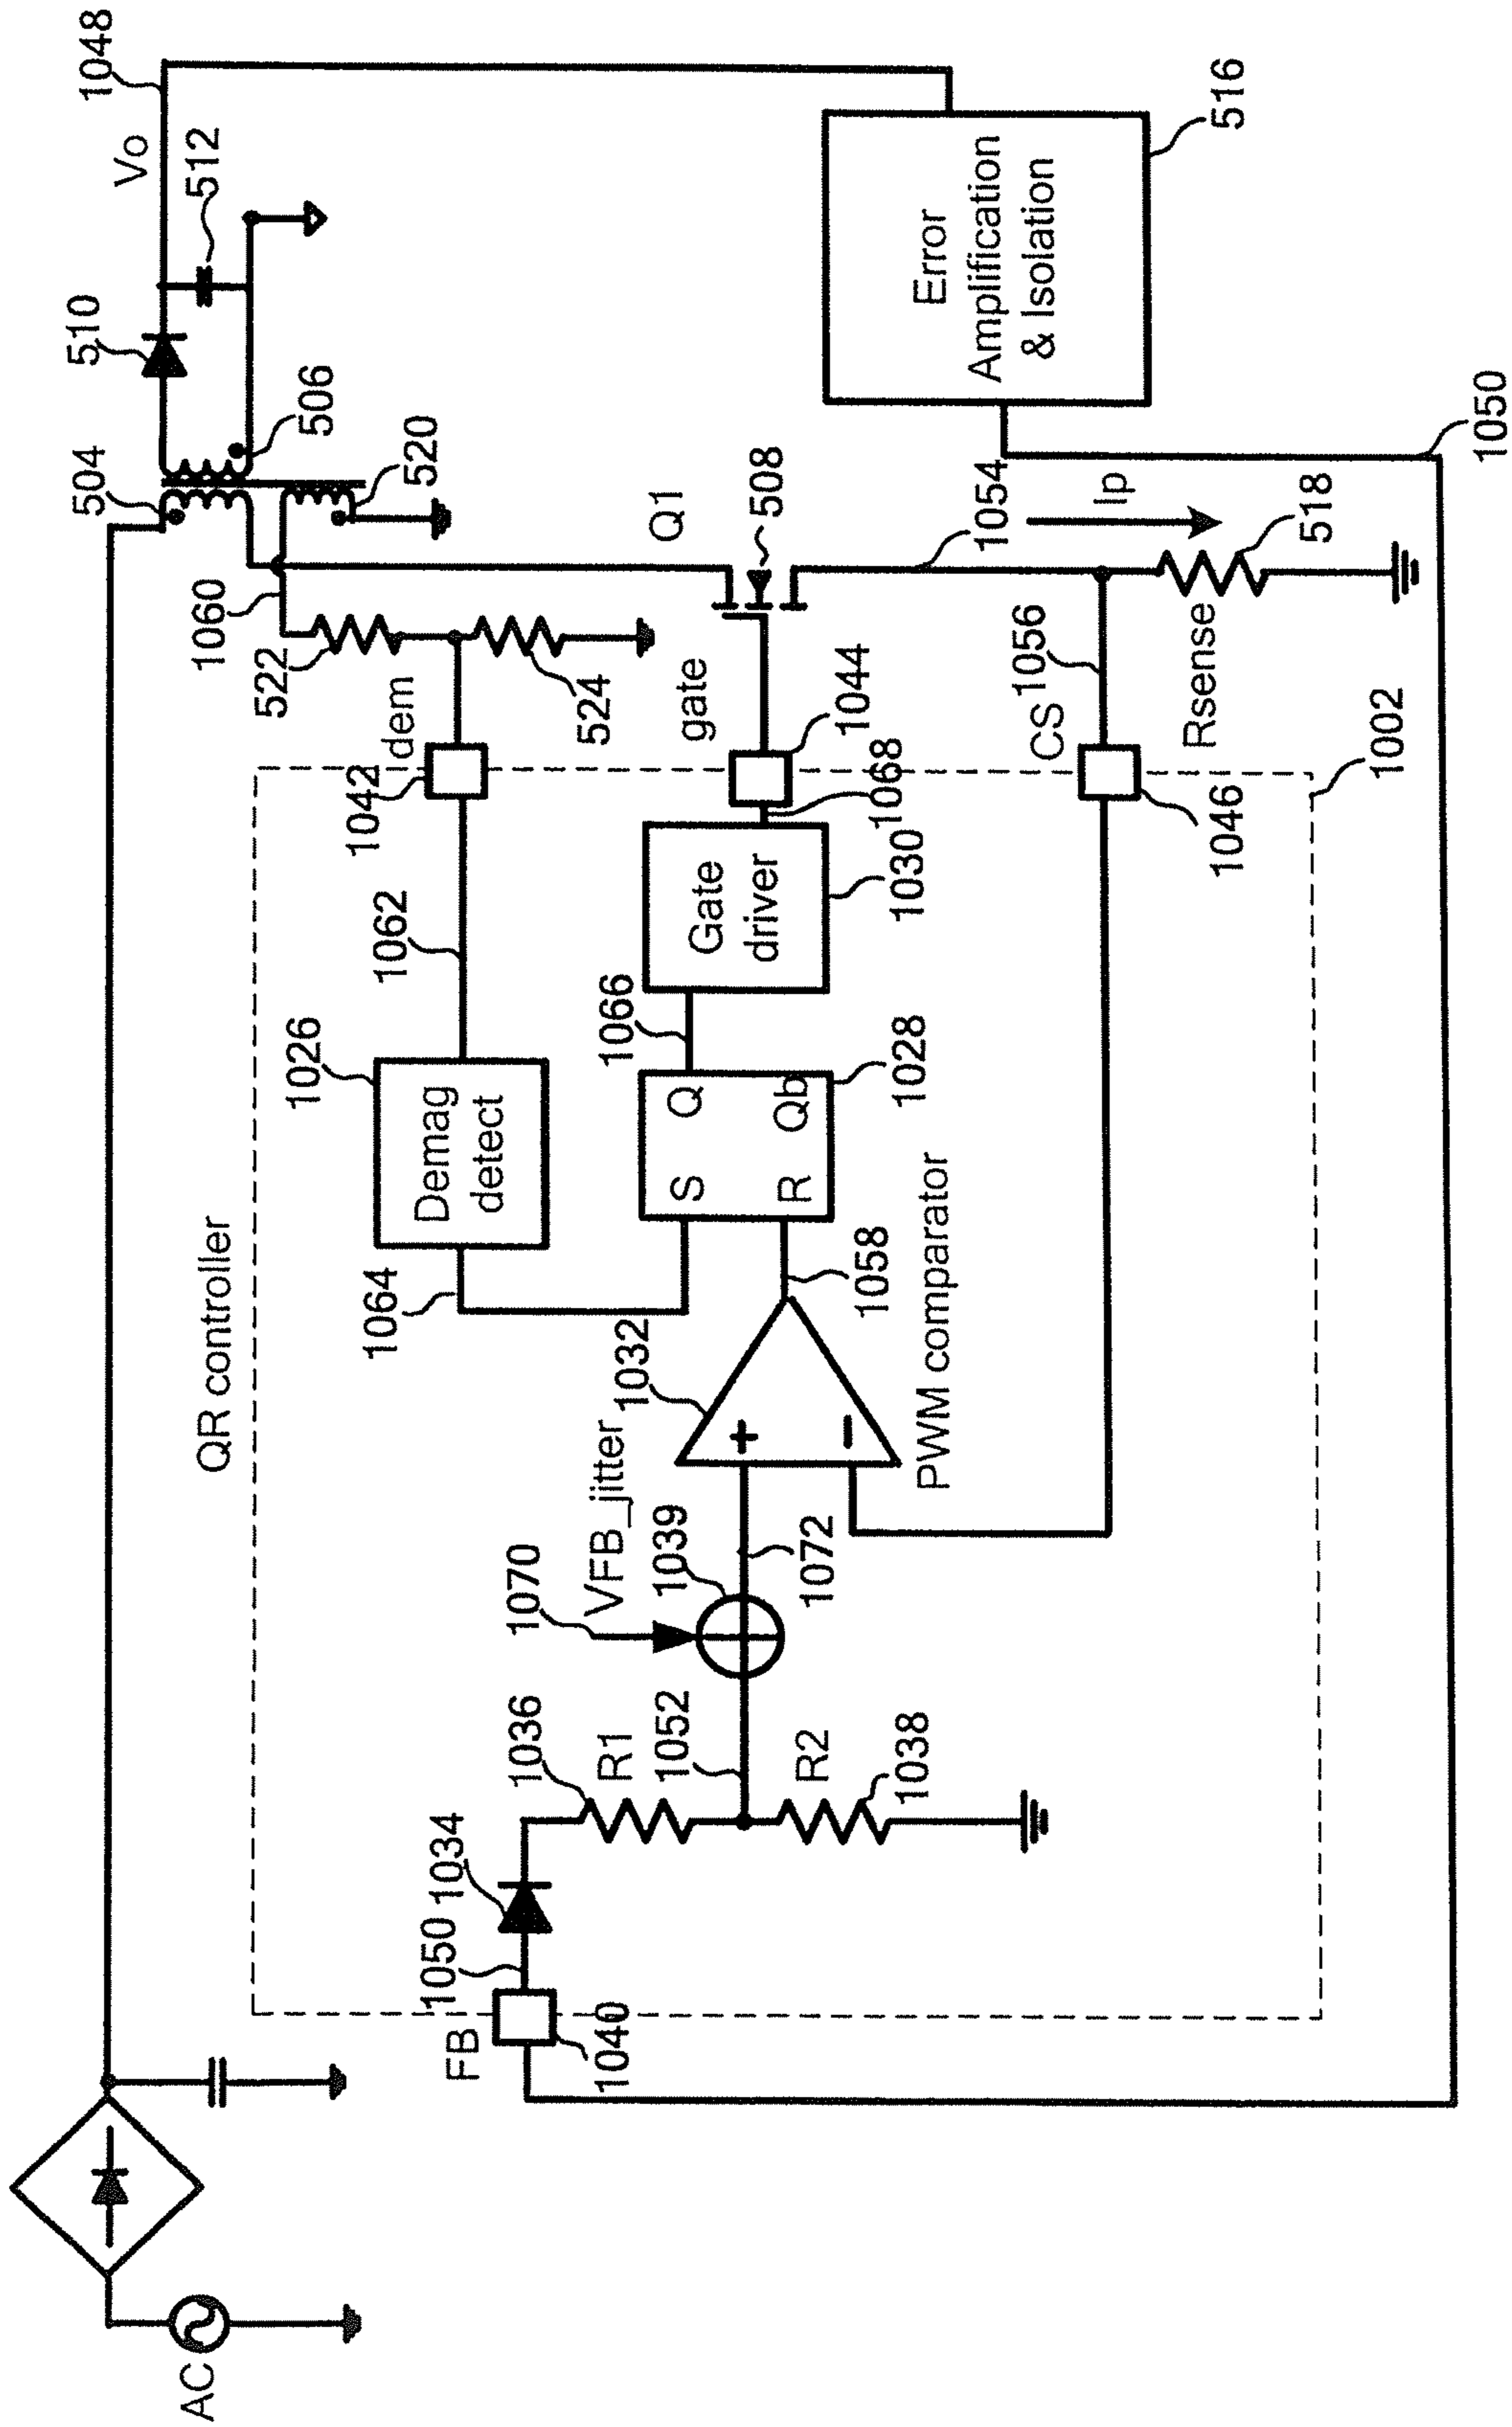 1048
Vo
512
510
504
506
520
1060
522
524
Q1
508
1054
Ip
518
Rsense
1056
CS
1046
1002
516
Error
Amplification
& Isolation
1050
QR controller
dem
1042
1062
1026
Demag
detect
1064
gate
1044
1068
1030
Gate
driver
1066
1028
S
Q
R
Qb
1058
1032
+
−
PWM comparator
VFB_jitter
1070
1039
1072
1052
1036
R1
R2
1038
1034
1050
FB
1040
AC